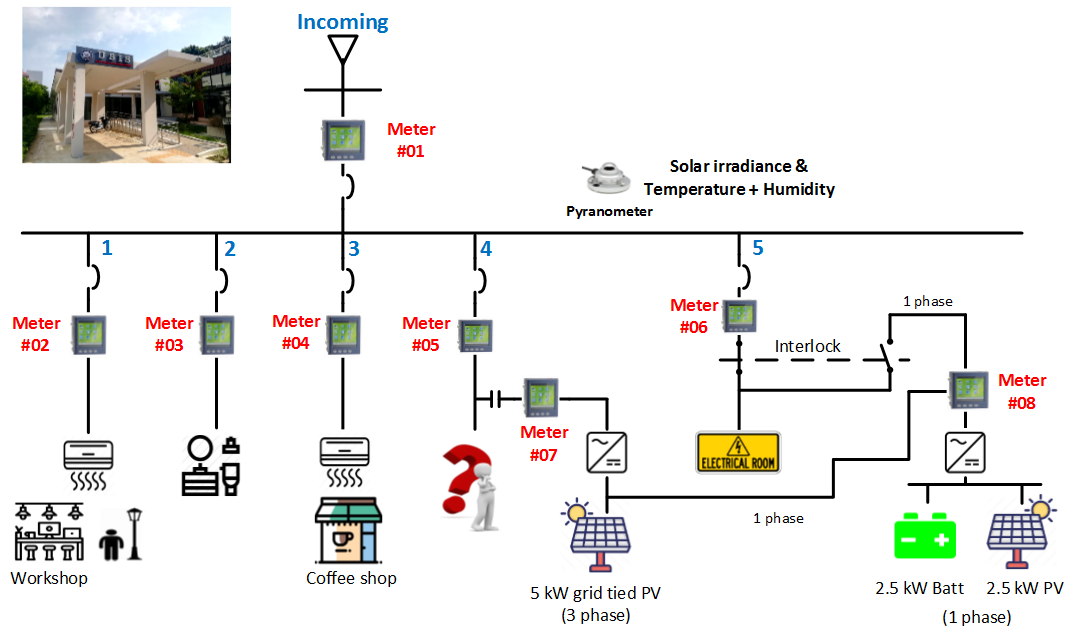 Incoming
OSIS
Meter
#01
Solar irradiance &
Temperature + Humidity
Pyranometer
1
2
3
4
5
Meter
#02
Meter
#03
Meter
#04
Meter
#05
Meter
#06
1 phase
Interlock
Meter
#07
Meter
#08
ELECTRICAL ROOM
1 phase
Workshop
Coffee shop
5 kW grid tied PV
(3 phase)
2.5 kW Batt
2.5 kW PV
(1 phase)